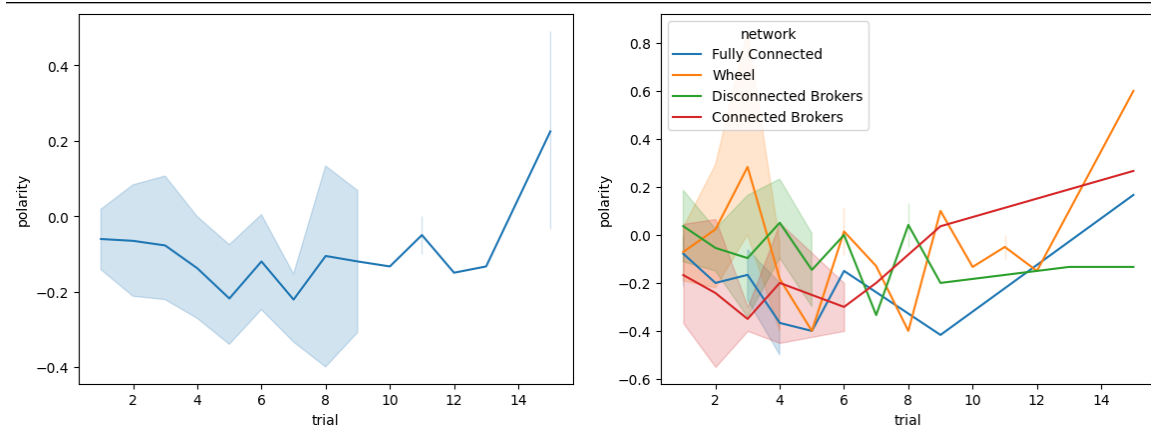 0.4
0.2
0.0
−0.2
−0.4
polarity
2 4 6 8 10 12 14
trial
0.8
0.6
0.4
0.2
0.0
−0.2
−0.4
−0.6
polarity
network
Fully Connected
Wheel
Disconnected Brokers
Connected Brokers
2 4 6 8 10 12 14
trial